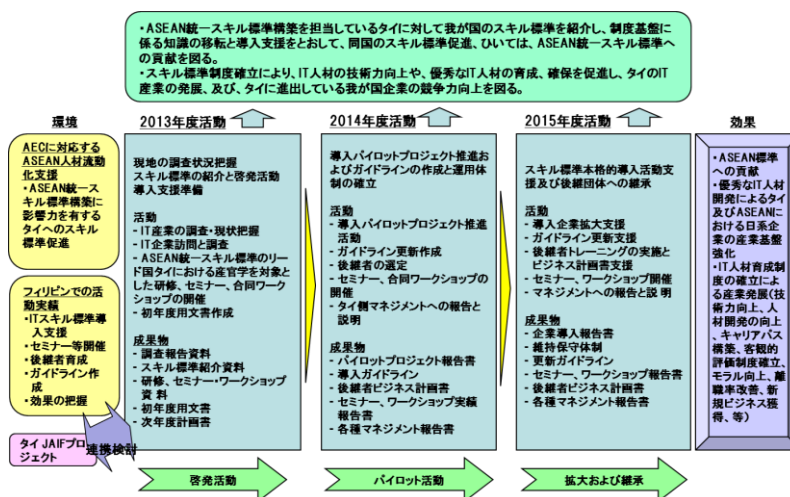 ・ASEAN統一スキル標準構築を担当しているタイに対して我が国のスキル標準を紹介し、制度基盤に
係る知識の移転と導入支援をとおして、同国のスキル標準促進、ひいては、ASEAN統一スキル標準へ
の貢献を図る。
・スキル標準制度確立により、IT人材の技術力向上や、優秀なIT人材の育成、確保を促進し、タイのIT
産業の発展、及び、タイに進出している我が国企業の競争力向上を図る。
環境
AECIに対応する
ASEAN人材流動
化支援
・ASEAN統一ス
キル標準構築に
影響力を有する
タイへのスキル
標準促進
フィリピンでの活
動実績
・ITスキル標準導
入支援
・セミナー等開催
・後継者育成
・ガイドライン作
成
・効果の把握
タイ JAIFプロ
ジェクト
連携検討
2013年度活動
現地の調査状況把握
スキル標準の紹介と啓発活動
導入支援準備
活動
- IT産業の調査・現状把握
- IT企業訪問と調査
- ASEAN統一スキル標準のリー
ド国タイにおける産官学を対象と
した研修、セミナー、合同ワーク
ショップの開催
- 初年度用文書作成
成果物
- 調査報告資料
- スキル標準紹介資料
- 研修、セミナー・ワークショップ
資 料
- 初年度用文書
- 次年度計画書
啓発活動
2014年度活動
導入パイロットプロジェクト推進お
よびガイドラインの作成と運用体
制の確立
活動
- 導入パイロットプロジェクト推進
活動
- ガイドライン更新作成
- 後継者の選定
- セミナー、合同ワークショップの
開催
- タイ側マネジメントへの報告と
説明
成果物
- パイロットプロジェクト報告書
- 導入ガイドライン
- 後継者ビジネス計画書
- セミナー、ワークショップ実績
報告書
- 各種マネジメント報告書
パイロット活動
2015年度活動
スキル標準本格的導入活動支
援及び後継団体への継承
活動
- 導入企業拡大支援
- ガイドライン更新支援
- 後継者トレーニングの実施と
ビジネス計画書支援
- セミナー、ワークショップ開催
- マネジメントへの報告と説 明
成果物
- 企業導入報告書
- 維持保守体制
- 更新ガイドライン
- セミナー、ワークショップ報告書
- 後継者ビジネス計画書
- 各種マネジメント報告書
拡大および継承
効果
・ASEAN標準
への貢献
・優秀なIT人材
開発によるタイ
及びASEANに
おける日系企
業の産業基盤
強化
・IT人材育成制
度の確立によ
る産業発展(技
術力向上、人
材開発の向上、
キャリアパス
構築、客観的
評価制度確立、
モラル向上、離
職率改善、新
規ビジネス獲
得、等)